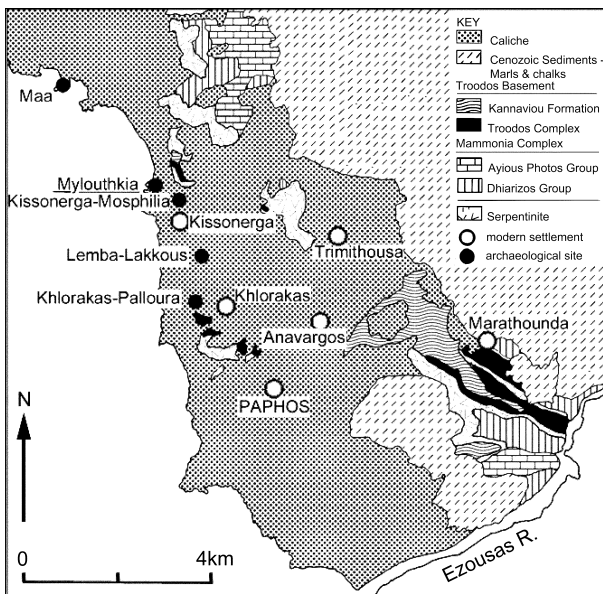 KEY
Caliche
Cenozoic Sediments -
Marls & chalks
Troodos Basement
Kannaviou Formation
Troodos Complex
Mammonia Complex
Ayious Photos Group
Dhiarizos Group
Serpentinite
modern settlement
archaeological site
Maa
Mylouthkia
Kissonerga-Mosphilia
Kissonerga
Trimithousa
Lemba-Lakkous
Khlorakas-Palloura
Khlorakas
Anavargos
Marathounda
PAPHOS
N
0 4km
Ezousas R.